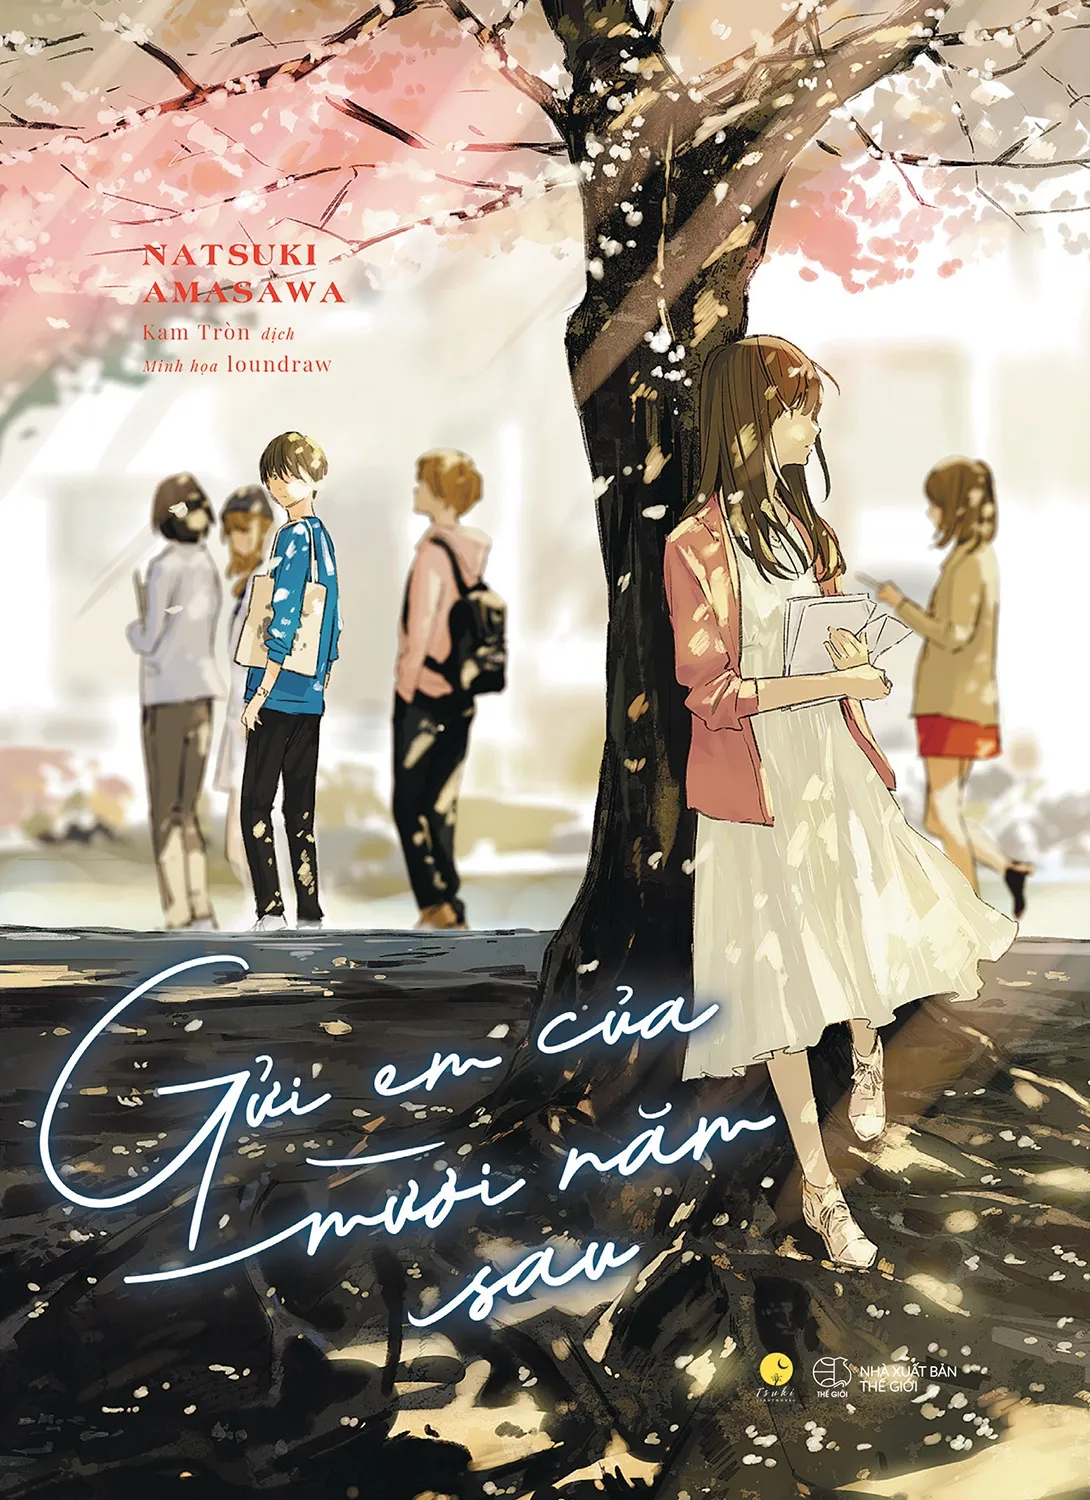 NATSUKI
AMASAWA
Kam Tròn dịch
Minh họa loundraw
Gửi em của
mười năm
sau
Tsuki
THẾ GIỚI
NHÀ XUẤT BẢN
THẾ GIỚI